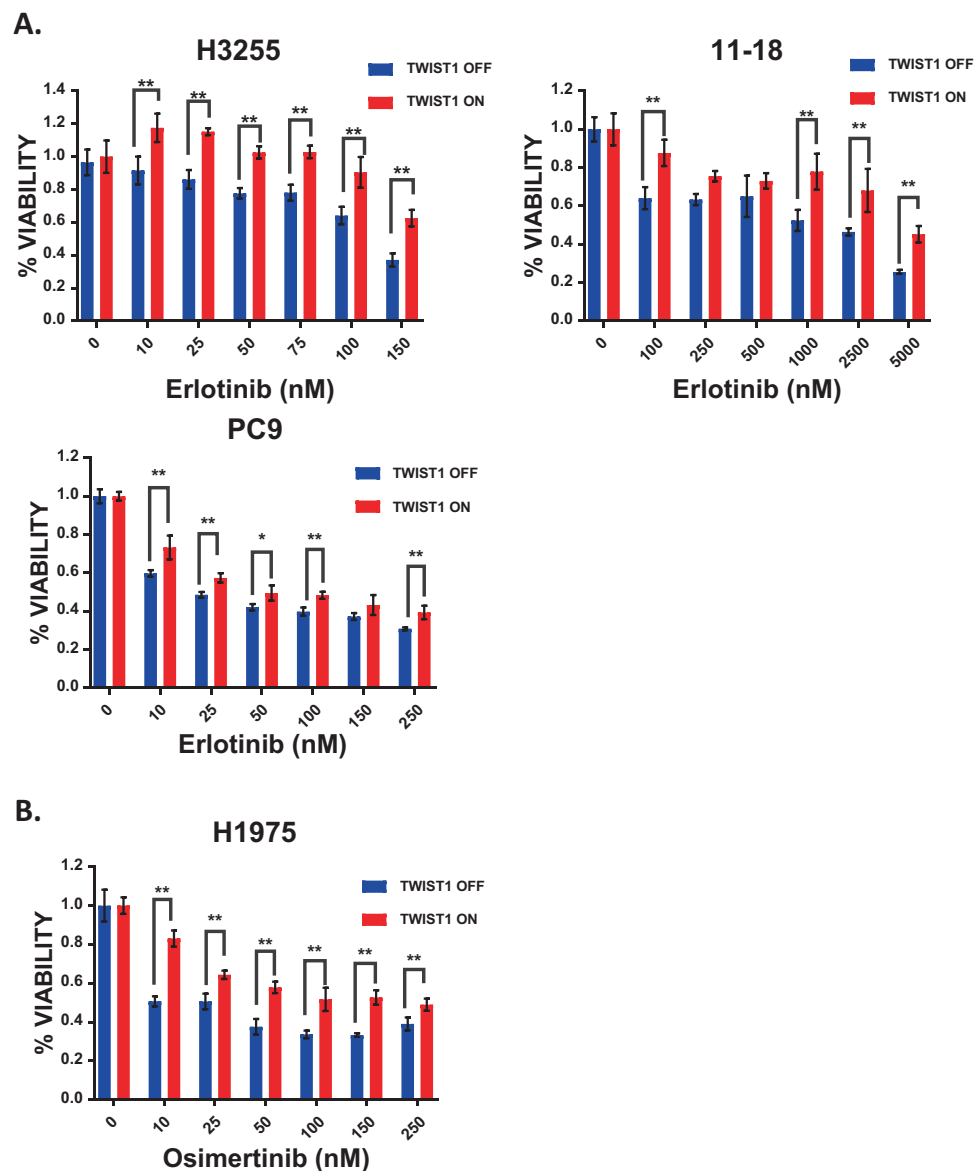 A.
H3255
TWIST1 OFF
TWIST1 ON
% VIABILITY
1.4
1.2
1.0
0.8
0.6
0.4
0.2
0.0
** ** ** ** ** **
0 10 25 50 75 100 150
Erlotinib (nM)
11-18
TWIST1 OFF
TWIST1 ON
% VIABILITY
1.2
1.0
0.8
0.6
0.4
0.2
0.0
** ** ** **
0 100 250 500 1000 2500 5000
Erlotinib (nM)
PC9
TWIST1 OFF
TWIST1 ON
% VIABILITY
1.2
1.0
0.8
0.6
0.4
0.2
0.0
** ** * ** **
0 10 25 50 100 150 250
Erlotinib (nM)
B.
H1975
TWIST1 OFF
TWIST1 ON
% VIABILITY
1.2
1.0
0.8
0.6
0.4
0.2
0.0
** ** ** ** ** **
0 10 25 50 100 150 250
Osimertinib (nM)